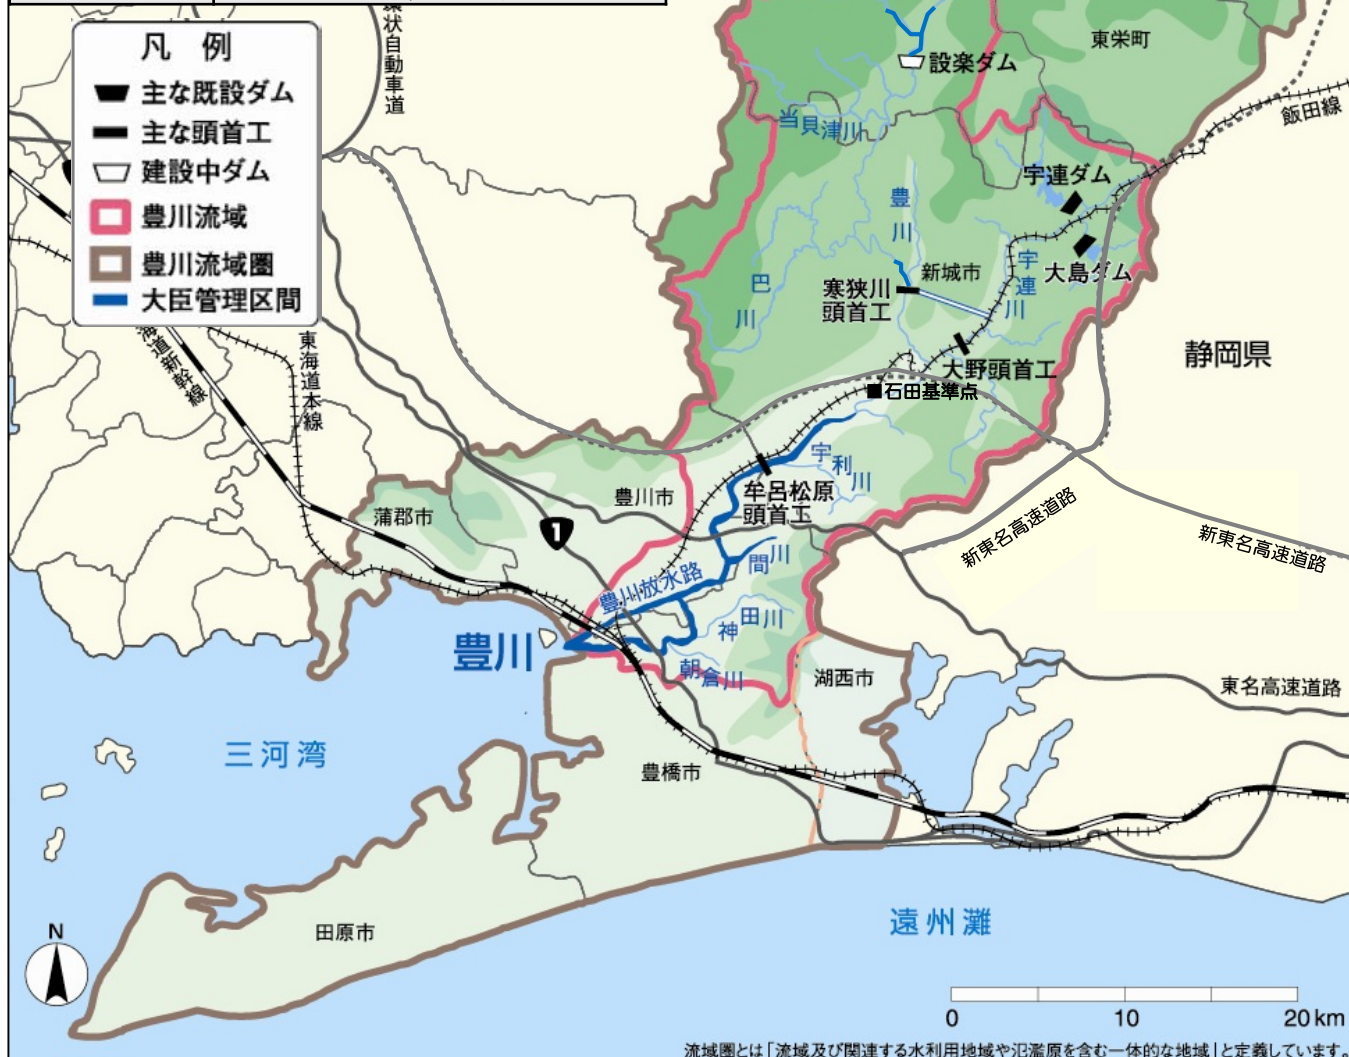 凡 例
主な既設ダム
主な頭首工
建設中ダム
豊川流域
豊川流域圏
大臣管理区間
状自動車道
設楽ダム
東栄町
飯田線
当貝津川
宇連ダム
豊川
大島ダム
宇連川
新城市
寒狭川
頭首工
巴川
静岡県
大野頭首工
石田基準点
海道新幹線
東海道本線
宇利川
牟呂松原
頭首工
豊川市
蒲郡市
1
新東名高速道路
新東名高速道路
間川
豊川放水路
神田川
豊川
朝倉川
湖西市
東名高速道路
三河湾
豊橋市
遠州灘
田原市
N
0 10 20km
流域圏とは「流域及び関連する水利用地域や氾濫原を含む一体的な地域」と定義しています。